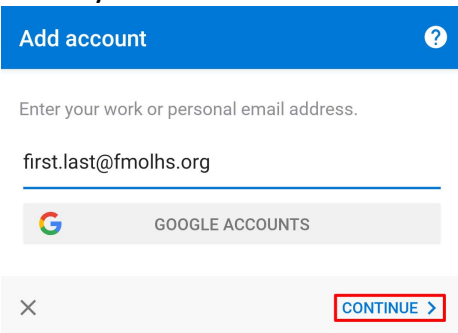 Add account
?
Enter your work or personal email address.
first.last@fmolhs.org
G GOOGLE ACCOUNTS
CONTINUE >